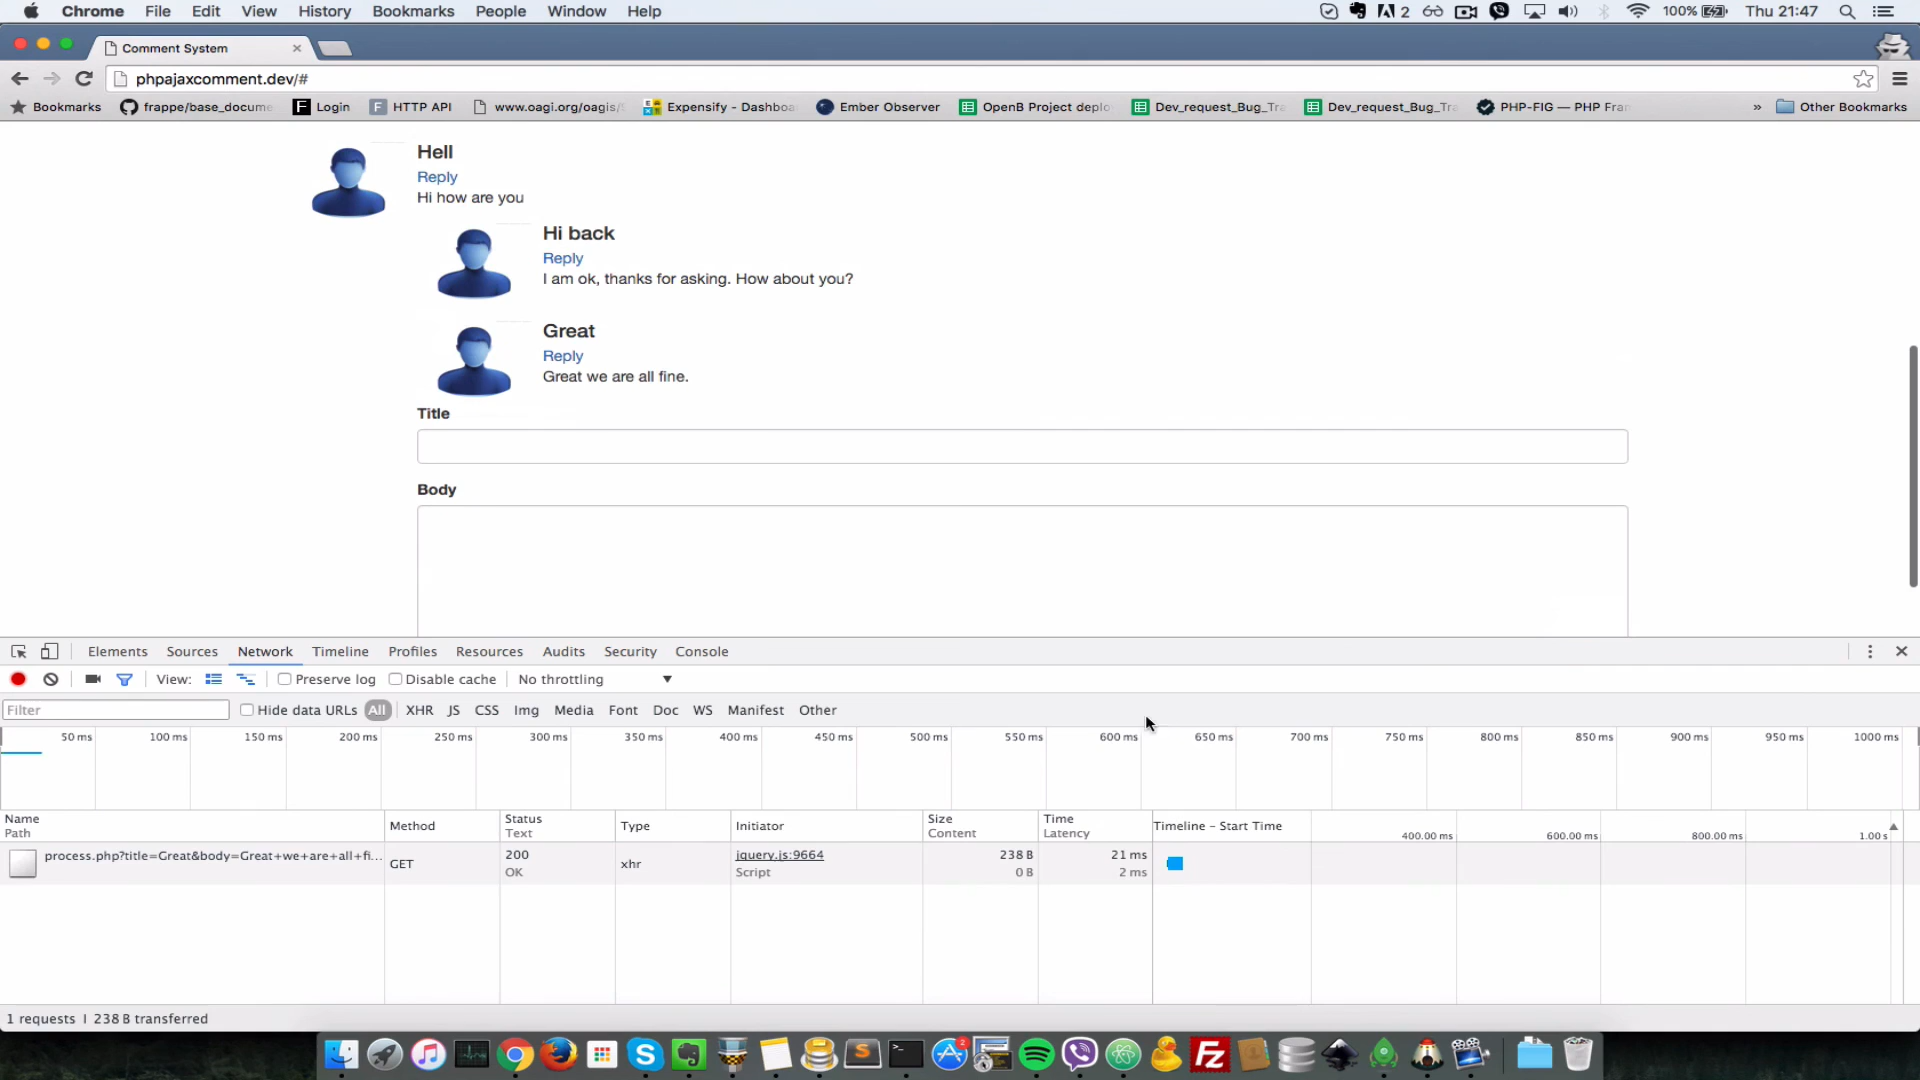 Chrome File Edit View History Bookmarks People Window Help 2 100% Thu 21:47
Comment System
phpajaxcomment.dev/#
Bookmarks frappe/base_docume Login HTTP API www.oagi.org/oagis/ Expensify - Dashboa Ember Observer OpenB Project deplo Dev_request_Bug_Tra Dev_request_Bug_Tra PHP-FIG — PHP Fran » Other Bookmarks
Hell
Reply
Hi how are you
Hi back
Reply
I am ok, thanks for asking. How about you?
Great
Reply
Great we are all fine.
Title
Body
Elements Sources Network Timeline Profiles Resources Audits Security Console
View: Preserve log Disable cache No throttling
Filter Hide data URLs All XHR JS CSS Img Media Font Doc WS Manifest Other
50 ms 100 ms 150 ms 200 ms 250 ms 300 ms 350 ms 400 ms 450 ms 500 ms 550 ms 600 ms 650 ms 700 ms 750 ms 800 ms 850 ms 900 ms 950 ms 1000 ms
Name Method Status Type Initiator Size Time Timeline – Start Time 400.00 ms 600.00 ms 800.00 ms 1.00 s
Path Text Content Latency
process.php?title=Great&body=Great+we+are+all+fi... GET 200 xhr jquery.js:9664 238 B 21 ms
OK Script 0 B 2 ms
1 requests | 238 B transferred
2
Fz